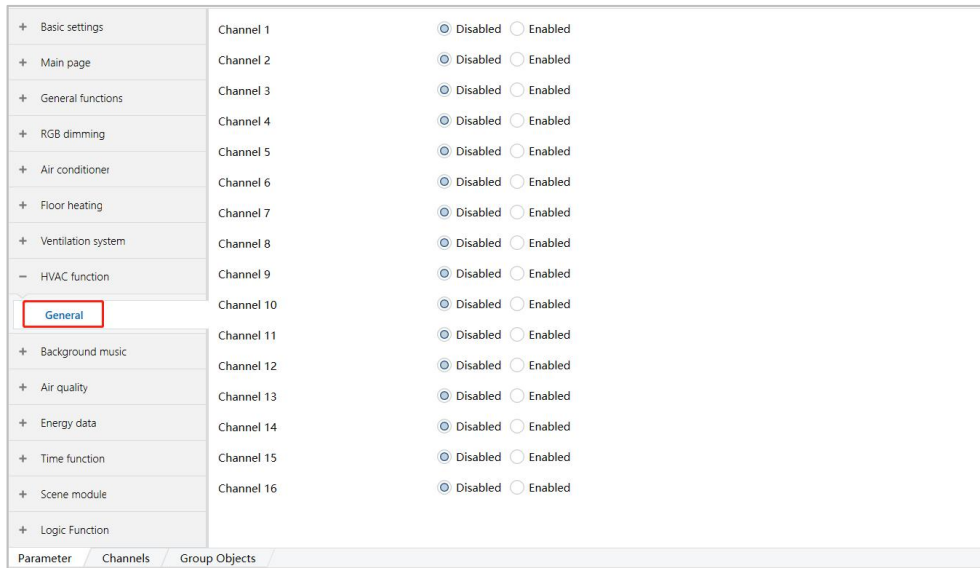 Basic settings
Main page
General functions
RGB dimming
Air conditioner
Floor heating
Ventilation system
HVAC function
General
Background music
Air quality
Energy data
Time function
Scene module
Logic Function
Channel 1 Disabled Enabled
Channel 2 Disabled Enabled
Channel 3 Disabled Enabled
Channel 4 Disabled Enabled
Channel 5 Disabled Enabled
Channel 6 Disabled Enabled
Channel 7 Disabled Enabled
Channel 8 Disabled Enabled
Channel 9 Disabled Enabled
Channel 10 Disabled Enabled
Channel 11 Disabled Enabled
Channel 12 Disabled Enabled
Channel 13 Disabled Enabled
Channel 14 Disabled Enabled
Channel 15 Disabled Enabled
Channel 16 Disabled Enabled
Parameter Channels Group Objects